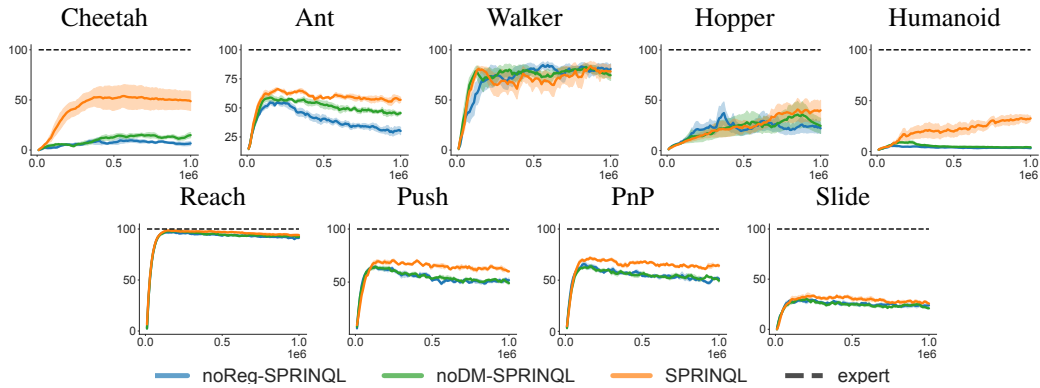 Cheetah Ant Walker Hopper Humanoid
100 100 100 100 100
75
50 50 50 50
50
25
0 0 0 0
0.0 0.5 1.0 0.0 0.5 1.0 0.0 0.5 1.0 0.0 0.5 1.0 0.0 0.5 1.0
1e6 1e6 1e6 1e6 1e6
Reach Push PnP Slide
100 100 100 100
50 50 50 50
0 0 0
0.0 0.5 1.0 0.0 0.5 1.0 0.0 0.5 1.0 0.0 0.5 1.0
1e6 1e6 1e6 1e6
noReg-SPRINQL noDM-SPRINQL SPRINQL expert